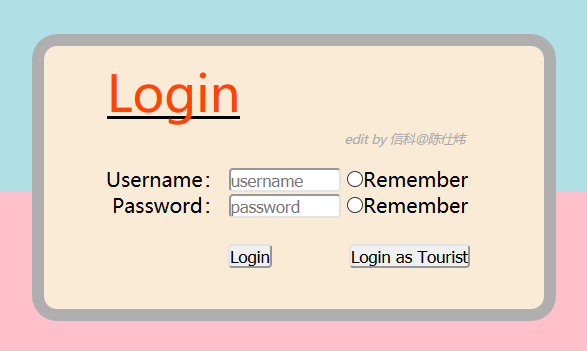 Login
edit by 信科@陈仕炜
Username： username Remember
Password： password Remember
Login Login as Tourist